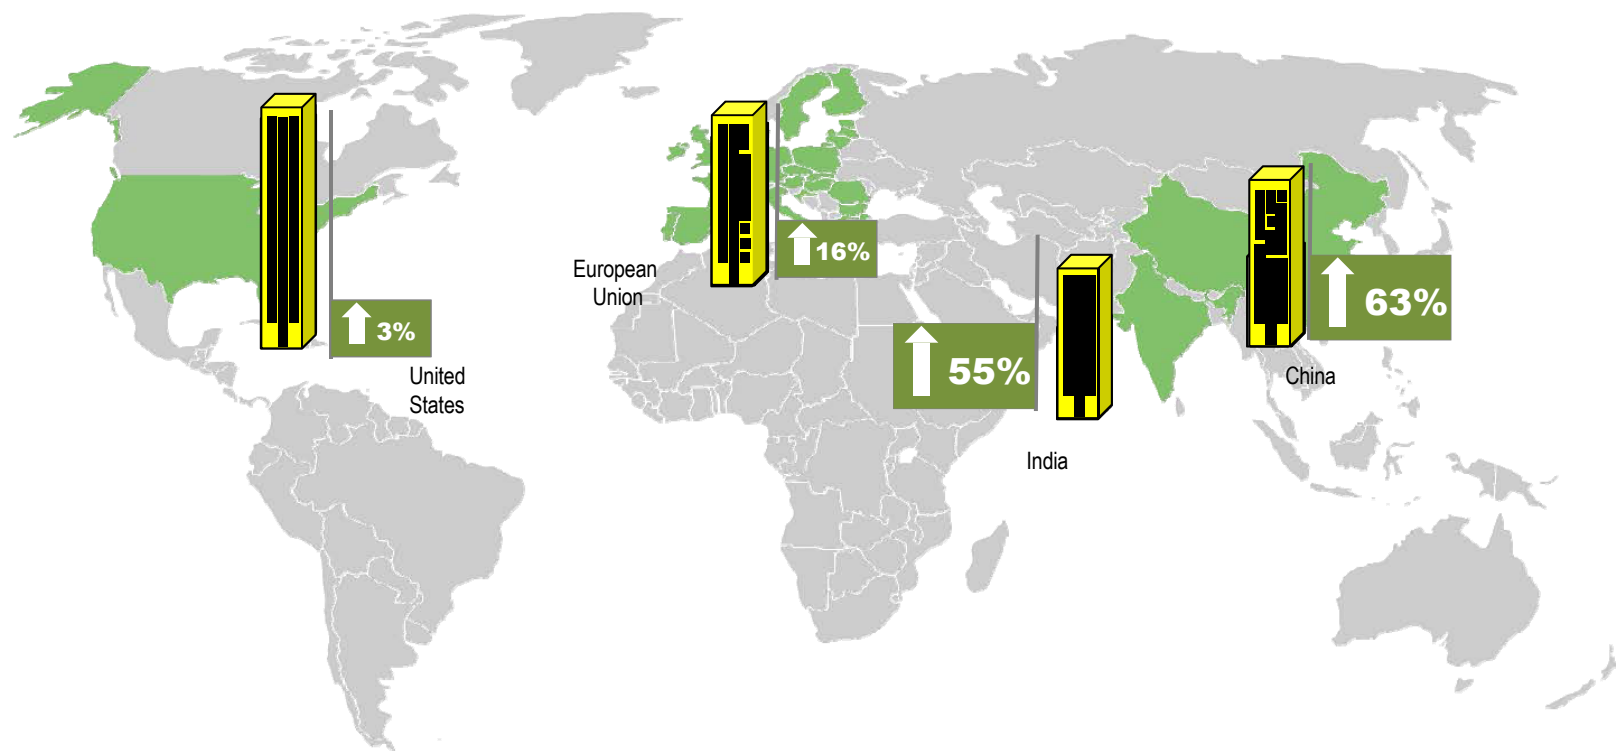 European
Union
16%
3%
United
States
55%
India
63%
China